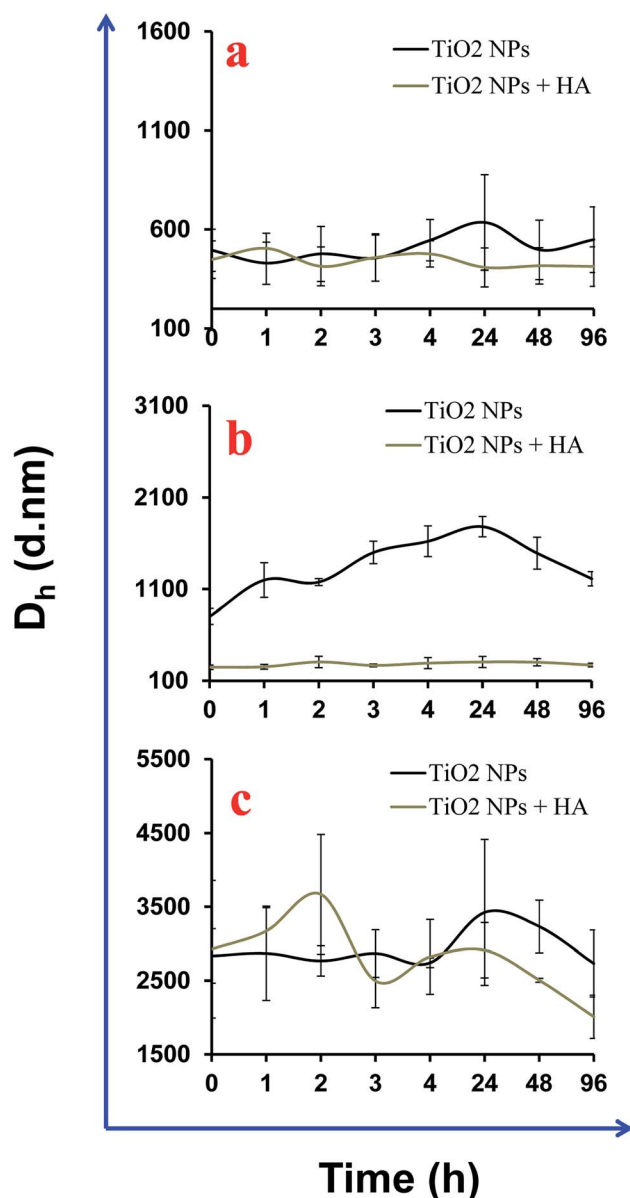 a
TiO2 NPs
TiO2 NPs + HA
1600
1100
600
100
0 1 2 3 4 24 48 96
b
TiO2 NPs
TiO2 NPs + HA
3100
2100
1100
100
0 1 2 3 4 24 48 96
c
TiO2 NPs
TiO2 NPs + HA
5500
4500
3500
2500
1500
0 1 2 3 4 24 48 96
Dh (d.nm)
Time (h)